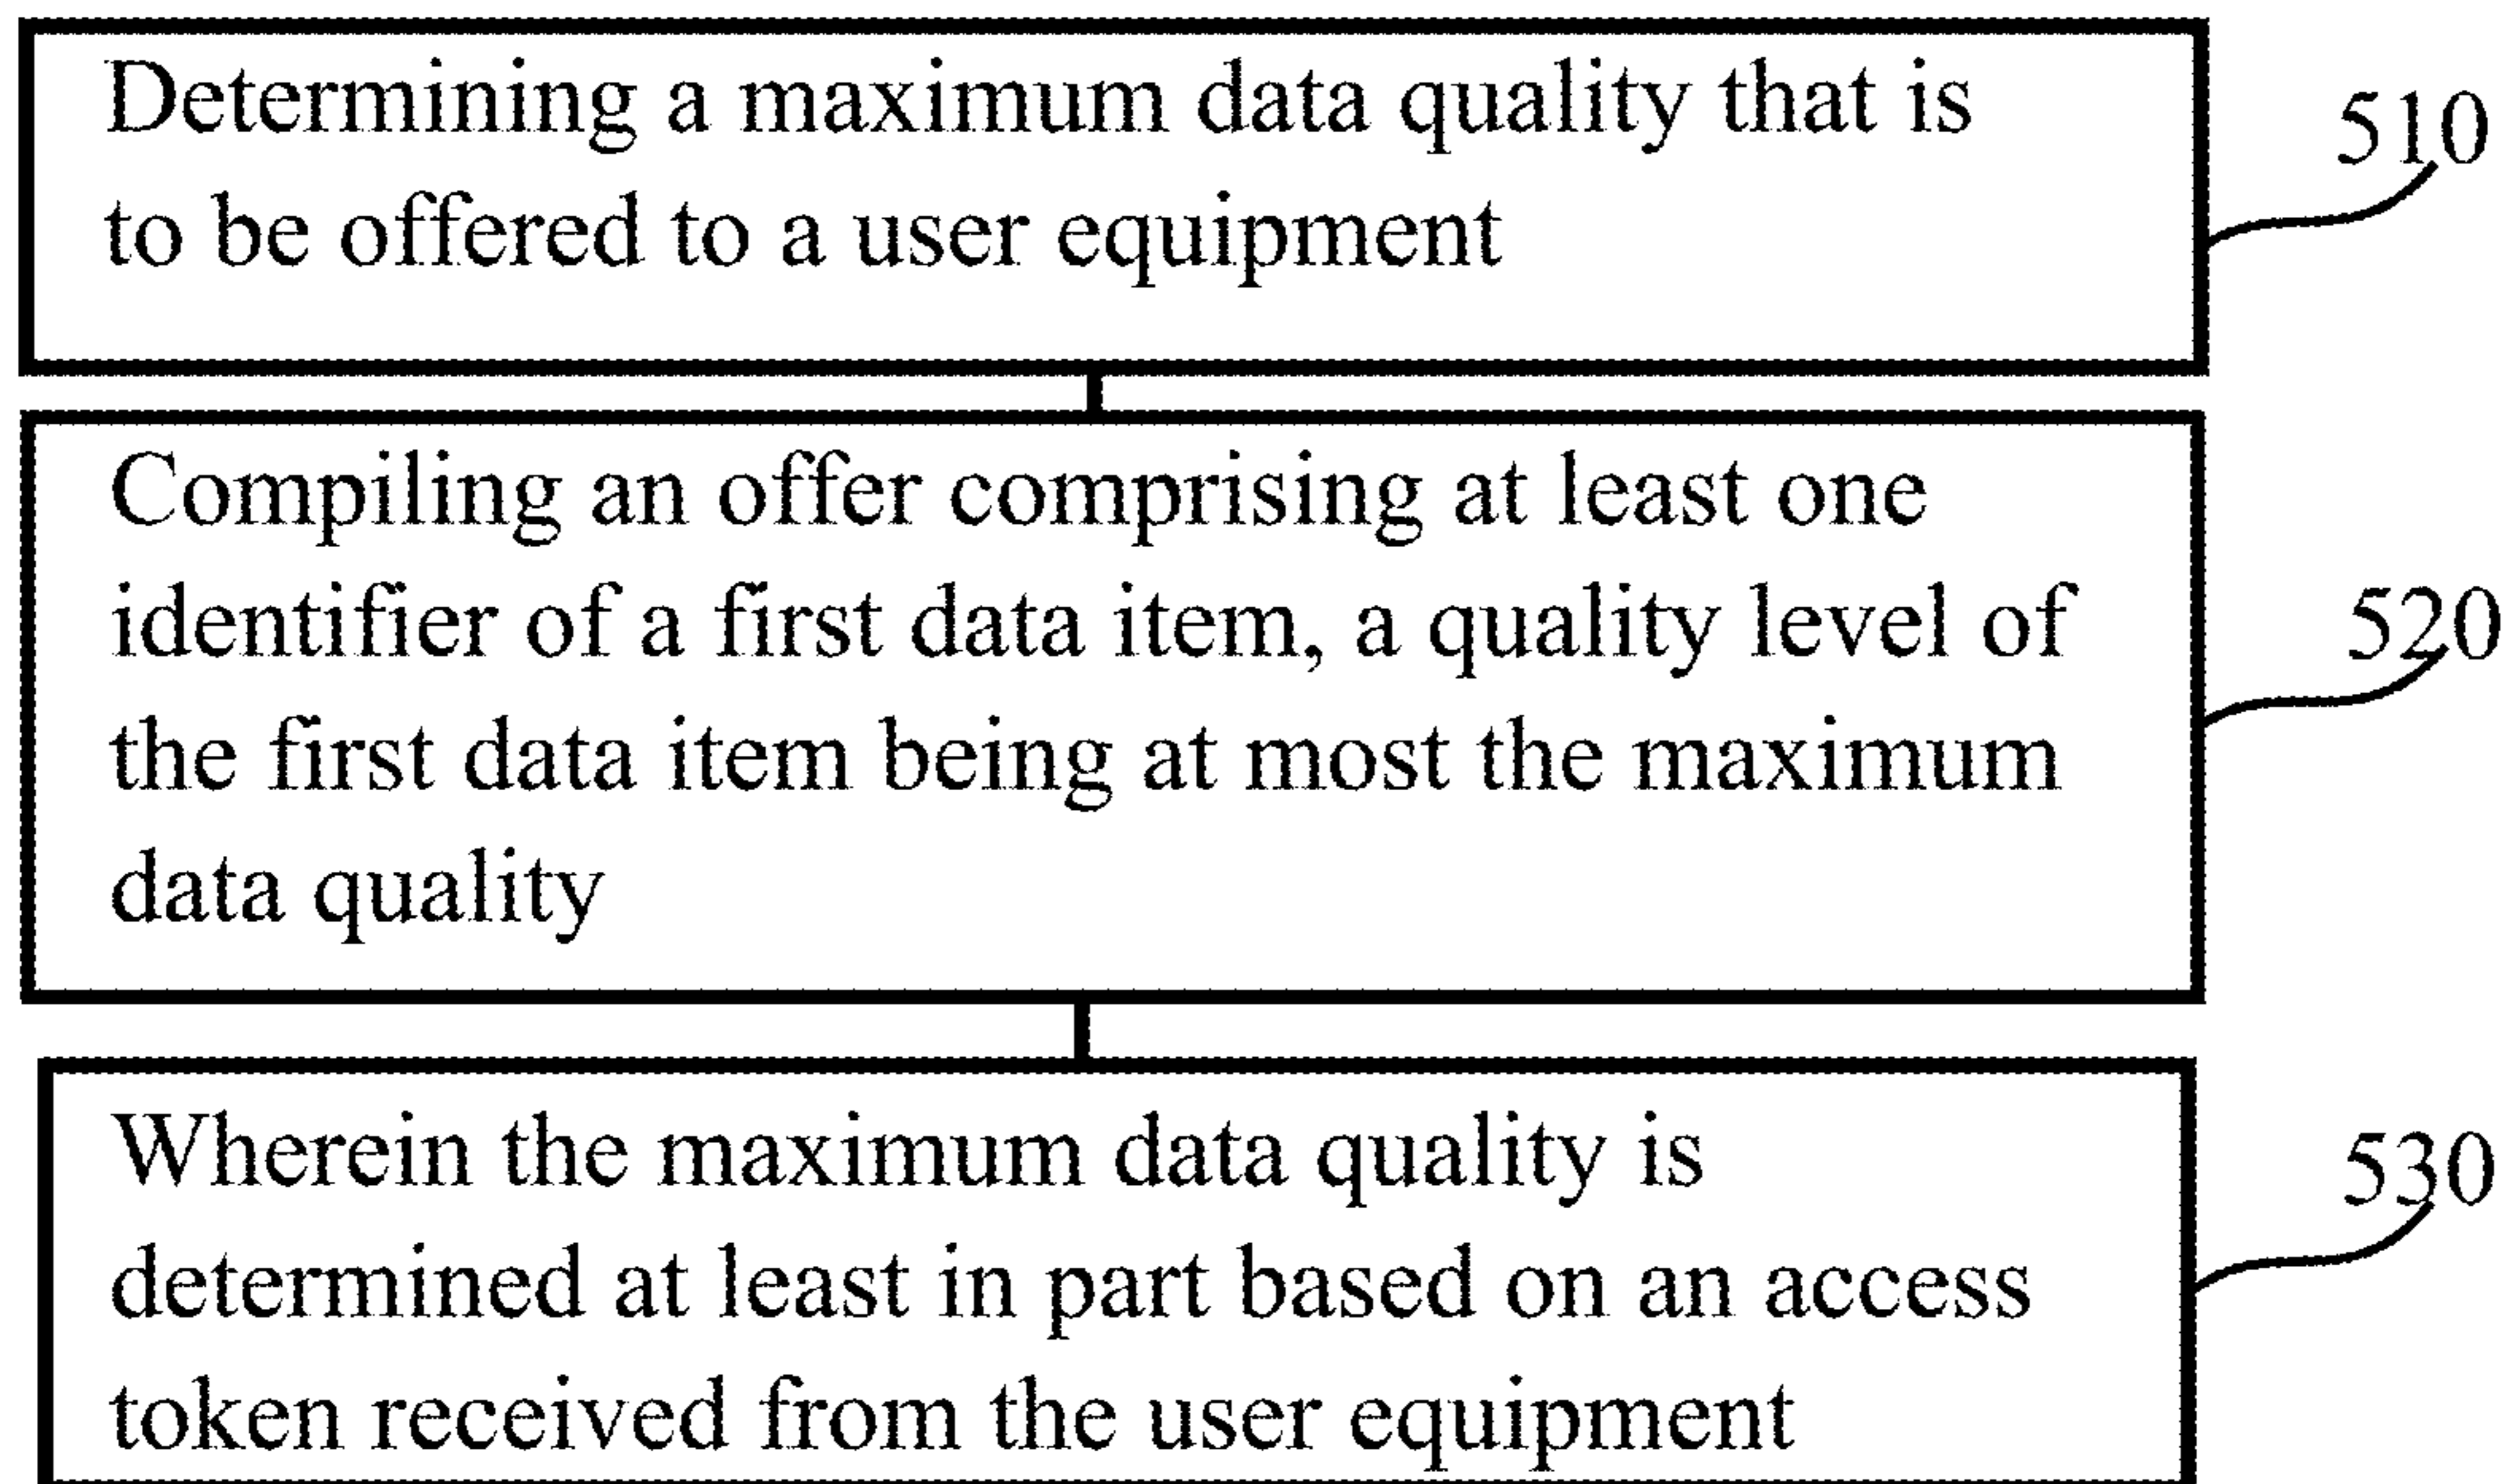 Determining a maximum data quality that is
to be offered to a user equipment
510
Compiling an offer comprising at least one
identifier of a first data item, a quality level of
the first data item being at most the maximum
data quality
520
Wherein the maximum data quality is
determined at least in part based on an access
token received from the user equipment
530